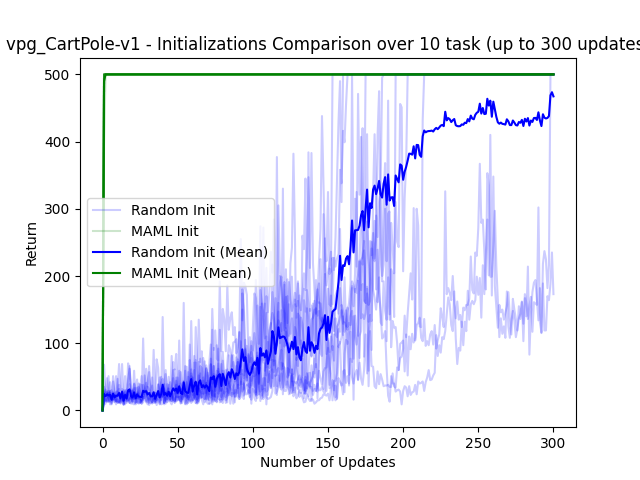 vpg_CartPole-v1 - Initializations Comparison over 10 task (up to 300 updates
500
400
300
200
100
0
Return
Random Init
MAML Init
Random Init (Mean)
MAML Init (Mean)
0
50
100
150
200
250
300
Number of Updates